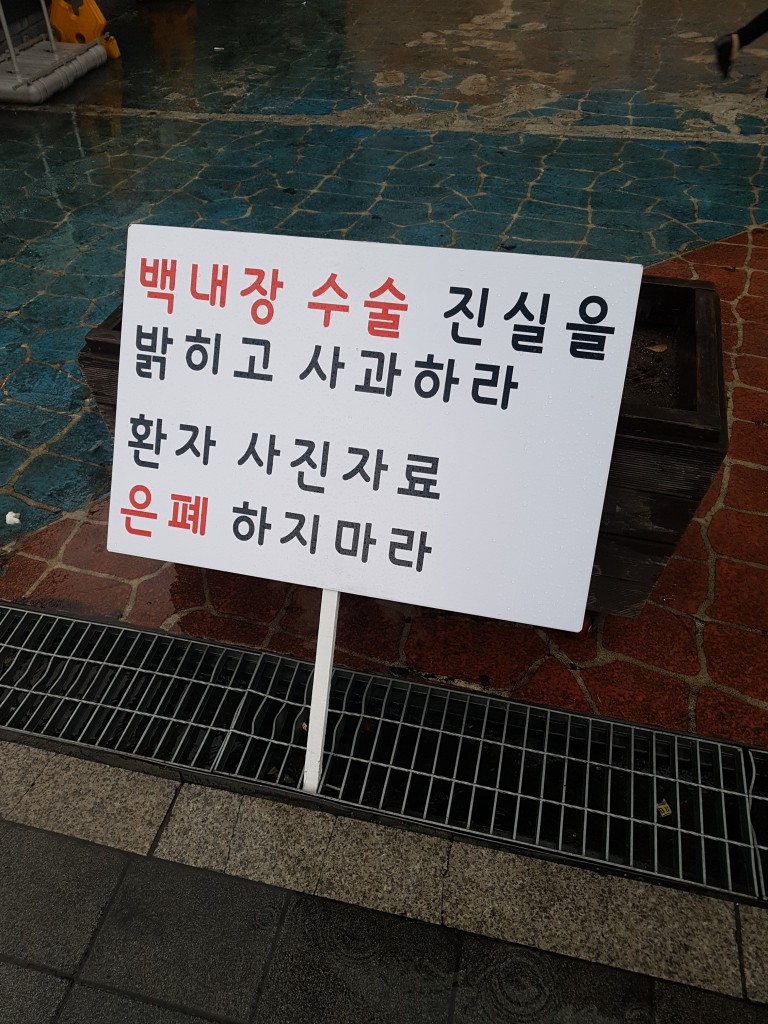 백내장 수술 진실을
밝히고 사과하라
환자 사진자료
은폐 하지마라